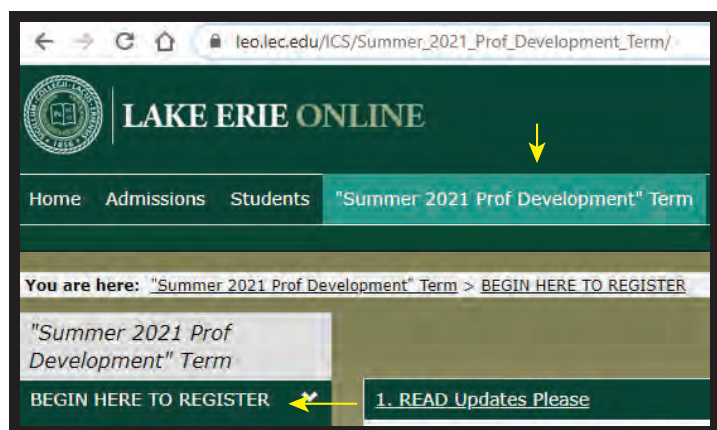 leo.lec.edu/ICS/Summer_2021_Prof_Development_Term/
LAKE ERIE ONLINE
Home Admissions Students "Summer 2021 Prof Development" Term
You are here: "Summer 2021 Prof Development" Term > BEGIN HERE TO REGISTER
"Summer 2021 Prof
Development" Term
BEGIN HERE TO REGISTER
1. READ Updates Please